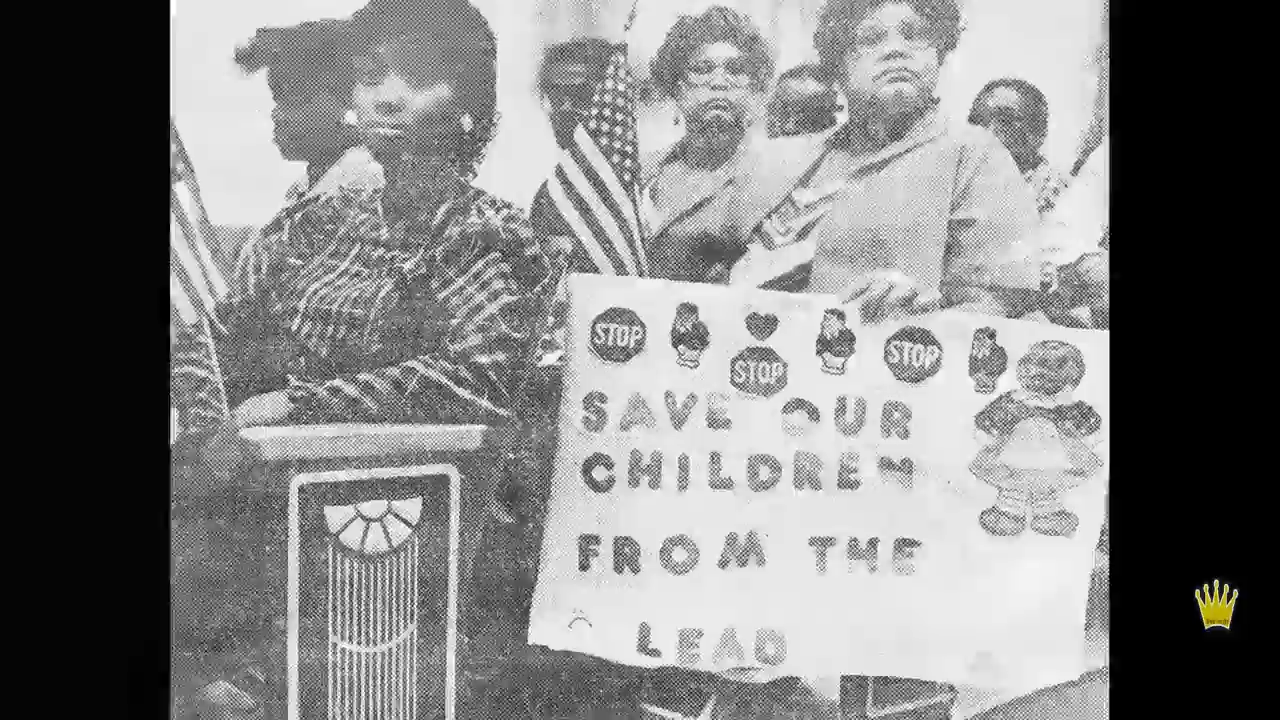 STOP
STOP
STOP
SAVE OUR
CHILDREN
FROM THE
LEAD